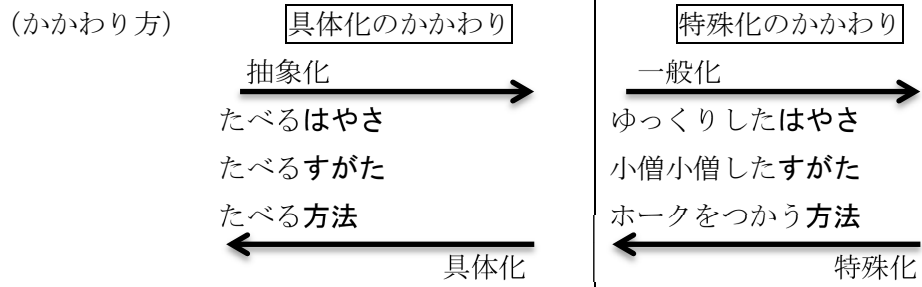 (かかわり方) 具体化のかかわり 特殊化のかかわり
抽象化 一般化
たべるはやさ ゆっくりしたはやさ
たべるすがた 小僧小僧したすがた
たべる方法 ホークをつかう方法
具体化 特殊化